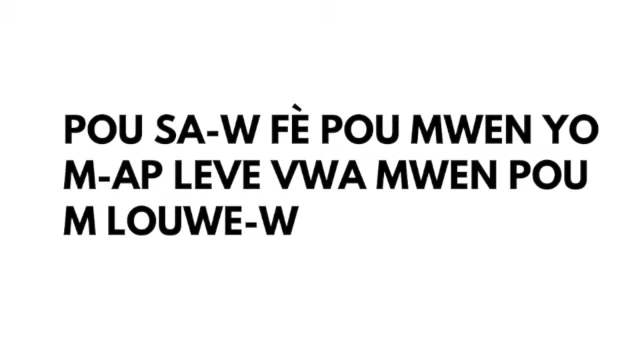 POU SA-W FÈ POU MWEN YO
M-AP LEVE VWA MWEN POU
M LOUWE-W